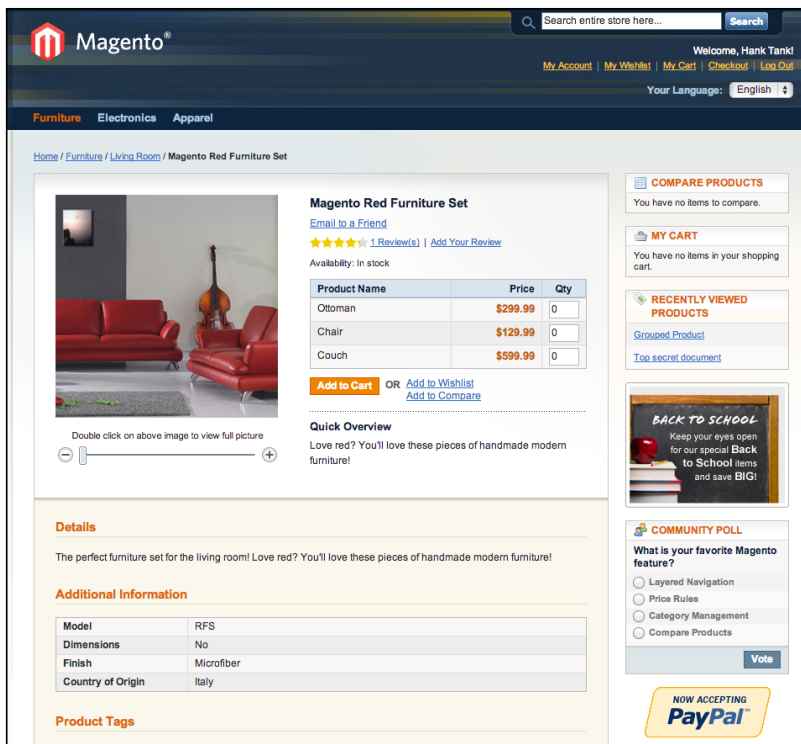 Search entire store here...
Search
Magento®
Welcome, Hank Tank!
My Account | My Wishlist | My Cart | Checkout | Log Out
Your Language: English
Furniture Electronics Apparel
Home / Furniture / Living Room / Magento Red Furniture Set
Magento Red Furniture Set
Email to a Friend
1 Review(s) | Add Your Review
Availability: In stock
Product Name Price Qty
Ottoman $299.99 0
Chair $129.99 0
Couch $599.99 0
Add to Cart OR Add to Wishlist
Add to Compare
Double click on above image to view full picture
Quick Overview
Love red? You'll love these pieces of handmade modern
furniture!
Details
The perfect furniture set for the living room! Love red? You'll love these pieces of handmade modern furniture!
Additional Information
Model RFS
Dimensions No
Finish Microfiber
Country of Origin Italy
Product Tags
COMPARE PRODUCTS
You have no items to compare.
MY CART
You have no items in your shopping
cart.
RECENTLY VIEWED
PRODUCTS
Grouped Product
Top secret document
BACK TO SCHOOL
Keep your eyes open
for our special Back
to School items
and save BIG!
COMMUNITY POLL
What is your favorite Magento
feature?
Layered Navigation
Price Rules
Category Management
Compare Products
Vote
NOW ACCEPTING
PayPal™